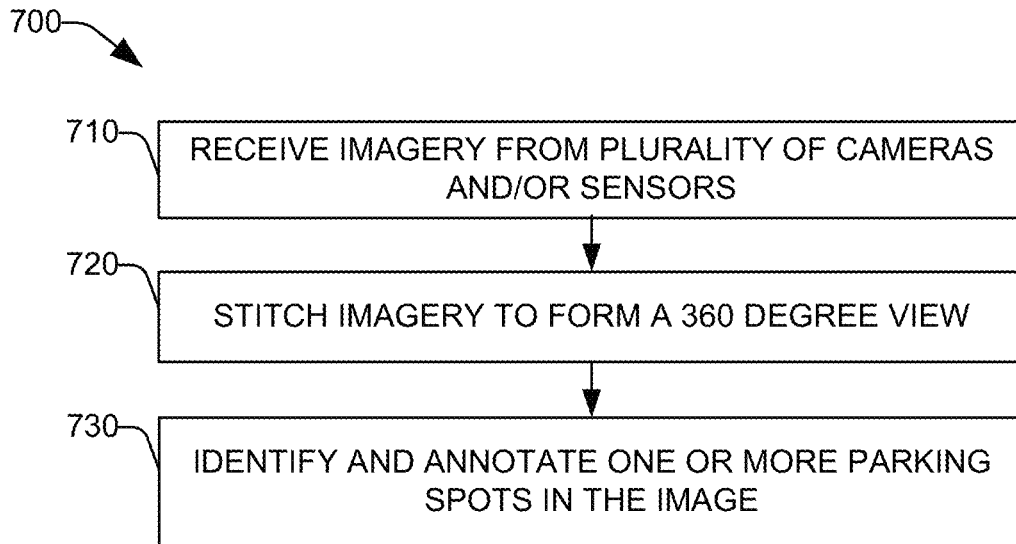 700
710
RECEIVE IMAGERY FROM PLURALITY OF CAMERAS
AND/OR SENSORS
720
STITCH IMAGERY TO FORM A 360 DEGREE VIEW
730
IDENTIFY AND ANNOTATE ONE OR MORE PARKING
SPOTS IN THE IMAGE